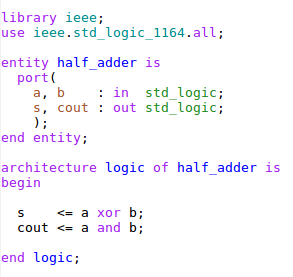 library ieee;
use ieee.std_logic_1164.all;

entity half_adder is
  port(
    a, b    : in  std_logic;
    s, cout : out std_logic;
    );
end entity;

architecture logic of half_adder is
begin

  s    <= a xor b;
  cout <= a and b;

end logic;